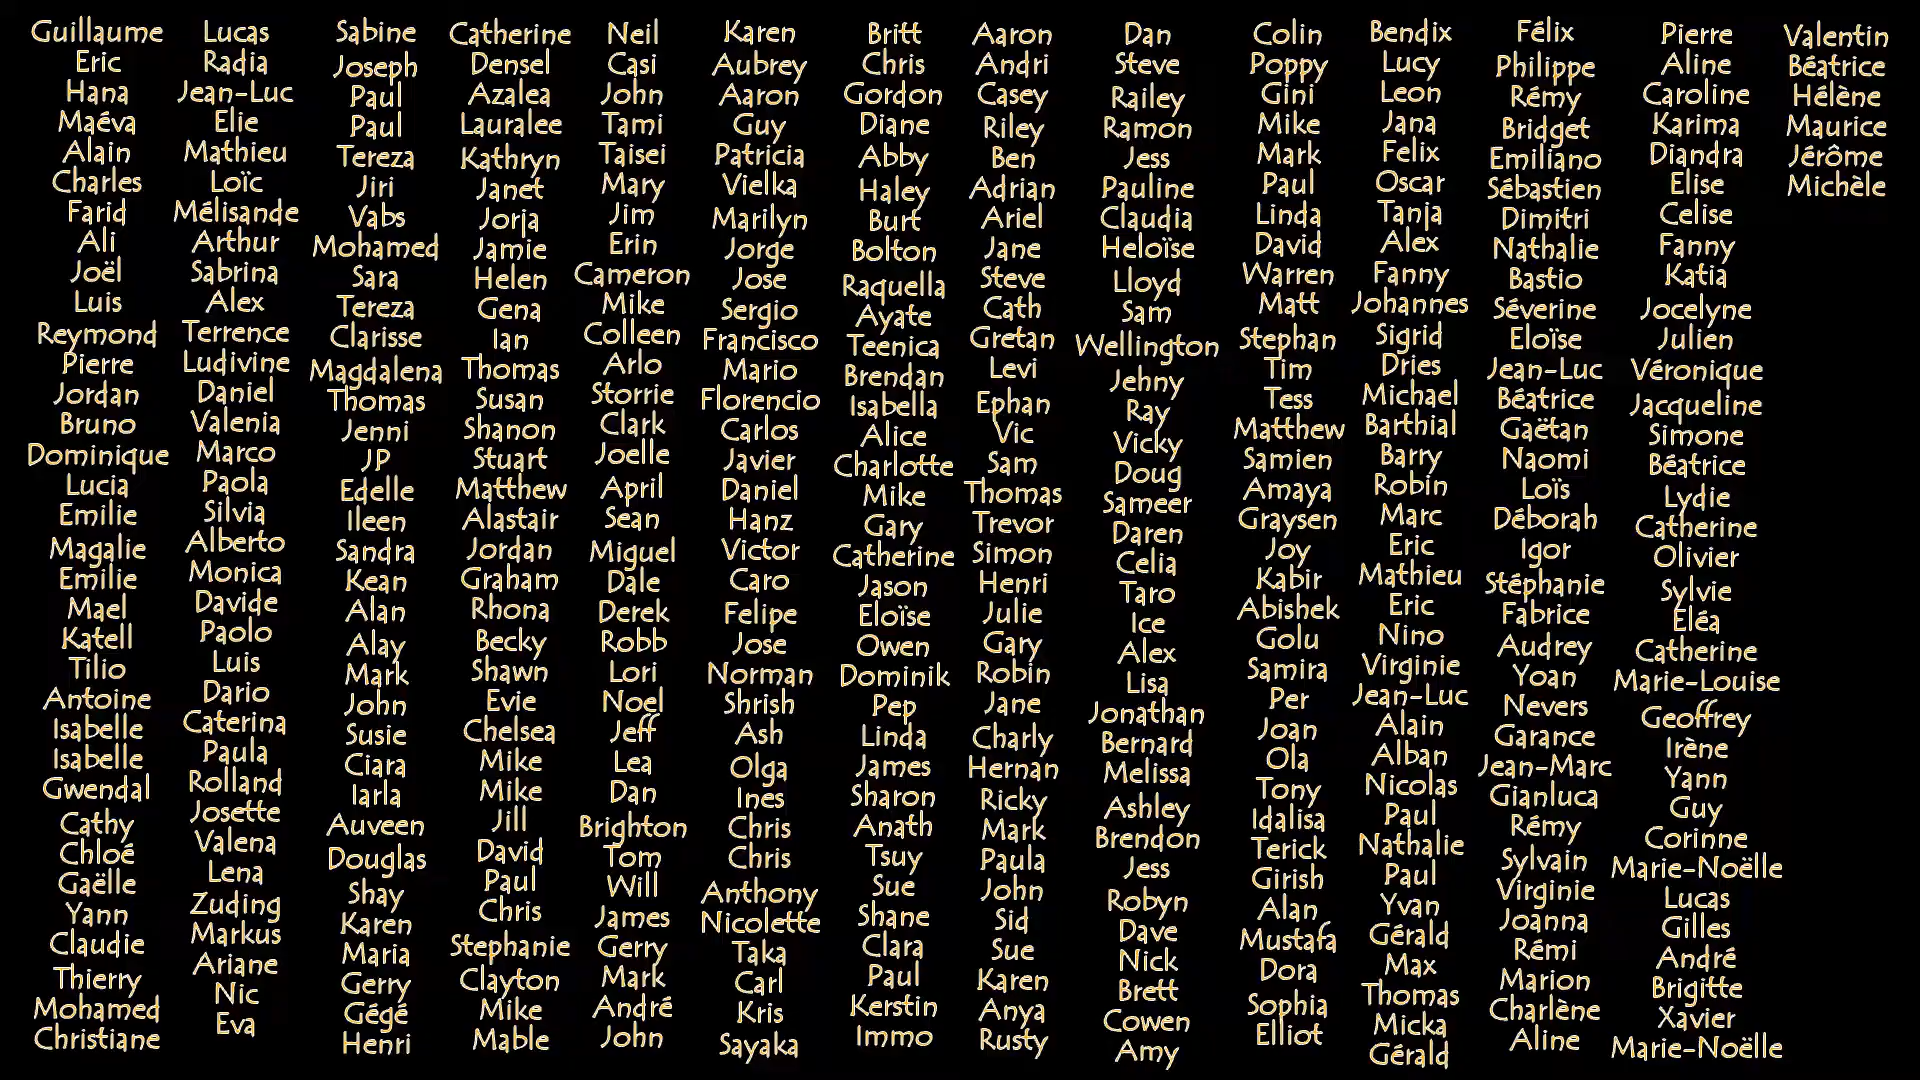 Guillaume
Eric
Hana
Maéva
Alain
Charles
Farid
Ali
Joël
Luis
Reymond
Pierre
Jordan
Bruno
Dominique
Lucia
Emilie
Magalie
Emilie
Mael
Katell
Tilio
Antoine
Isabelle
Isabelle
Gwendal
Cathy
Chloé
Gaëlle
Yann
Claudie
Thierry
Mohamed
Christiane
Lucas
Radia
Jean-Luc
Elie
Mathieu
Loïc
Mélisande
Arthur
Sabrina
Alex
Terrence
Ludivine
Daniel
Valenia
Marco
Paola
Silvia
Alberto
Monica
Davide
Paolo
Luis
Dario
Caterina
Paula
Rolland
Josette
Valena
Lena
Zuding
Markus
Ariane
Nic
Eva
Sabine
Joseph
Paul
Paul
Tereza
Jiri
Vabs
Mohamed
Sara
Tereza
Clarisse
Magdalena
Thomas
Jenni
JP
Edelle
Ileen
Sandra
Kean
Alan
Alay
Mark
John
Susie
Ciara
Iarla
Auveen
Douglas
Shay
Karen
Maria
Gerry
Gégé
Henri
Catherine
Densel
Azalea
Lauralee
Kathryn
Janet
Jorja
Jamie
Helen
Gena
Ian
Thomas
Susan
Shanon
Stuart
Matthew
Alastair
Jordan
Graham
Rhona
Becky
Shawn
Evie
Chelsea
Mike
Mike
Jill
David
Paul
Chris
Stephanie
Clayton
Mike
Mable
Neil
Casi
John
Tami
Taisei
Mary
Jim
Erin
Cameron
Mike
Colleen
Arlo
Storrie
Clark
Joelle
April
Sean
Miguel
Dale
Derek
Robb
Lori
Noel
Jeff
Lea
Dan
Brighton
Tom
Will
James
Gerry
Mark
André
John
Karen
Aubrey
Aaron
Guy
Patricia
Vielka
Marilyn
Jorge
Jose
Sergio
Francisco
Mario
Florencio
Carlos
Javier
Daniel
Hanz
Victor
Caro
Felipe
Jose
Norman
Shrish
Ash
Olga
Ines
Chris
Chris
Anthony
Nicolette
Taka
Carl
Kris
Sayaka
Britt
Chris
Gordon
Diane
Abby
Haley
Burt
Bolton
Raquella
Ayate
Teenica
Brendan
Isabella
Alice
Charlotte
Mike
Gary
Catherine
Jason
Eloïse
Owen
Dominik
Pep
Linda
James
Sharon
Anath
Tsuy
Sue
Shane
Clara
Paul
Kerstin
Immo
Aaron
Andri
Casey
Riley
Ben
Adrian
Ariel
Jane
Steve
Cath
Gretan
Levi
Ephan
Vic
Sam
Thomas
Trevor
Simon
Henri
Julie
Gary
Robin
Jane
Charly
Hernan
Ricky
Mark
Paula
John
Sid
Sue
Karen
Anya
Rusty
Dan
Steve
Railey
Ramon
Jess
Pauline
Claudia
Heloïse
Lloyd
Sam
Wellington
Jehny
Ray
Vicky
Doug
Sameer
Daren
Celia
Taro
Ice
Alex
Lisa
Jonathan
Bernard
Melissa
Ashley
Brendon
Jess
Robyn
Dave
Nick
Brett
Cowen
Amy
Colin
Poppy
Gini
Mike
Mark
Paul
Linda
David
Warren
Matt
Stephan
Tim
Tess
Matthew
Samien
Amaya
Graysen
Joy
Kabir
Abishek
Golu
Samira
Per
Joan
Ola
Tony
Idalisa
Terick
Girish
Alan
Mustafa
Dora
Sophia
Elliot
Bendix
Lucy
Leon
Jana
Felix
Oscar
Tanja
Alex
Fanny
Johannes
Sigrid
Dries
Michael
Barthial
Barry
Robin
Marc
Eric
Mathieu
Eric
Nino
Virginie
Jean-Luc
Alain
Alban
Nicolas
Paul
Nathalie
Paul
Yvan
Gérald
Max
Thomas
Micka
Gérald
Félix
Philippe
Rémy
Bridget
Emiliano
Sébastien
Dimitri
Nathalie
Bastio
Séverine
Eloïse
Jean-Luc
Béatrice
Gaëtan
Naomi
Loïs
Déborah
Igor
Stéphanie
Fabrice
Audrey
Yoan
Nevers
Garance
Jean-Marc
Gianluca
Rémy
Sylvain
Virginie
Joanna
Rémi
Marion
Charlène
Aline
Pierre
Aline
Caroline
Karima
Diandra
Elise
Celise
Fanny
Katia
Jocelyne
Julien
Véronique
Jacqueline
Simone
Béatrice
Lydie
Catherine
Olivier
Sylvie
Eléa
Catherine
Marie-Louise
Geoffrey
Irène
Yann
Guy
Corinne
Marie-Noëlle
Lucas
Gilles
André
Brigitte
Xavier
Marie-Noëlle
Valentin
Béatrice
Hélène
Maurice
Jérôme
Michèle